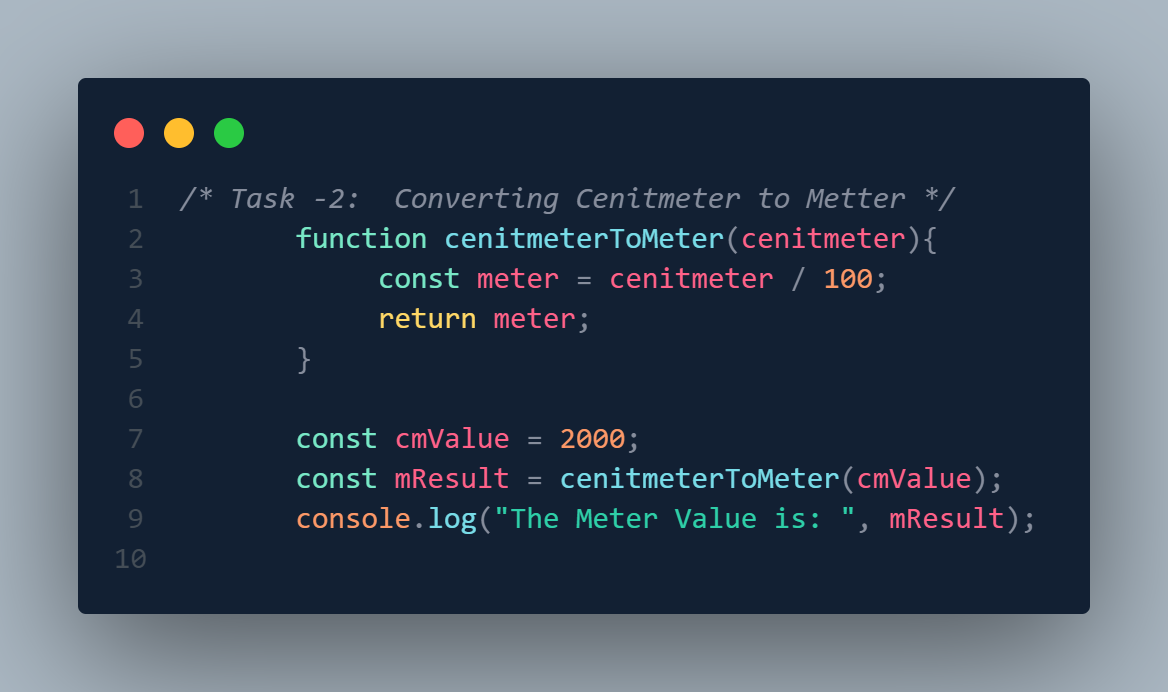 1 /* Task -2:  Converting Cenitmeter to Metter */
2 function cenitmeterToMeter(cenitmeter){
3 const meter = cenitmeter / 100;
4 return meter;
5 }
6
7 const cmValue = 2000;
8 const mResult = cenitmeterToMeter(cmValue);
9 console.log("The Meter Value is: ", mResult);
10